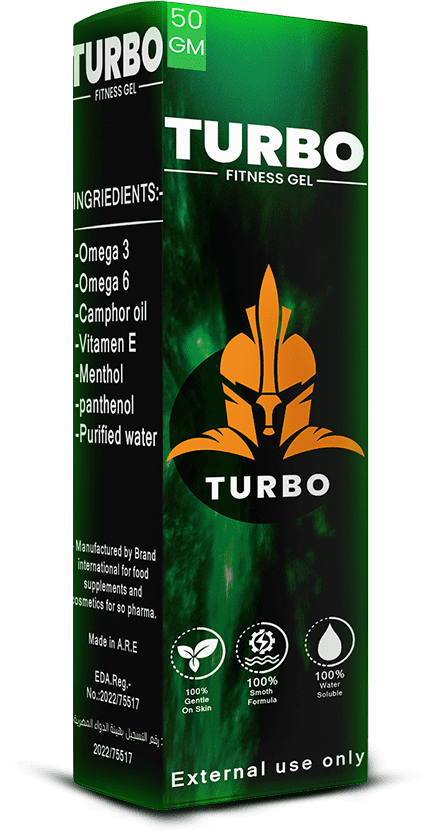 TURBO
FITNESS GEL
INGRIEDIENTS:-
-Omega 3
-Omega 6
-Camphor oil
-Vitamen E
-Menthol
-panthenol
-Purified water
- Manufactured by Brand
international for food
supplements and
cosmetics for so pharma.
Made in A.R.E
EDA.Reg.-
No.:2022/75517
رقم التسجيل بهيئة الدواء المصرية :
2022/75517
50
GM
TURBO
FITNESS GEL
TURBO
100%
Gentle
On Skin
100%
Smoth
Formula
100%
Water
Soluble
External use only